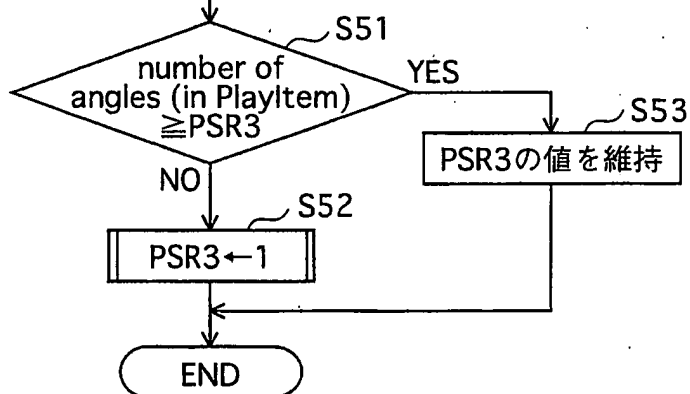 S51
number of
angles (in PlayItem)
≧PSR3
YES
S53
PSR3の値を維持
NO
S52
PSR3←1
END